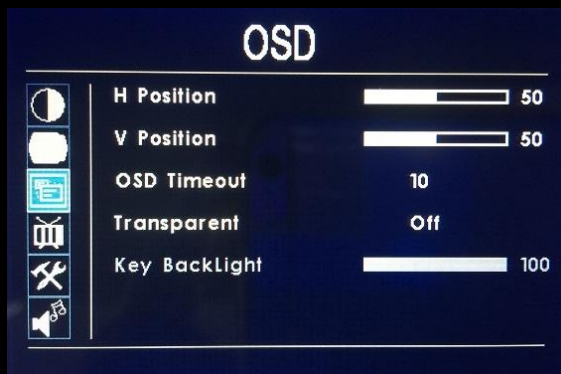 OSD
H Position 50
V Position 50
OSD Timeout 10
Transparent Off
Key BackLight 100